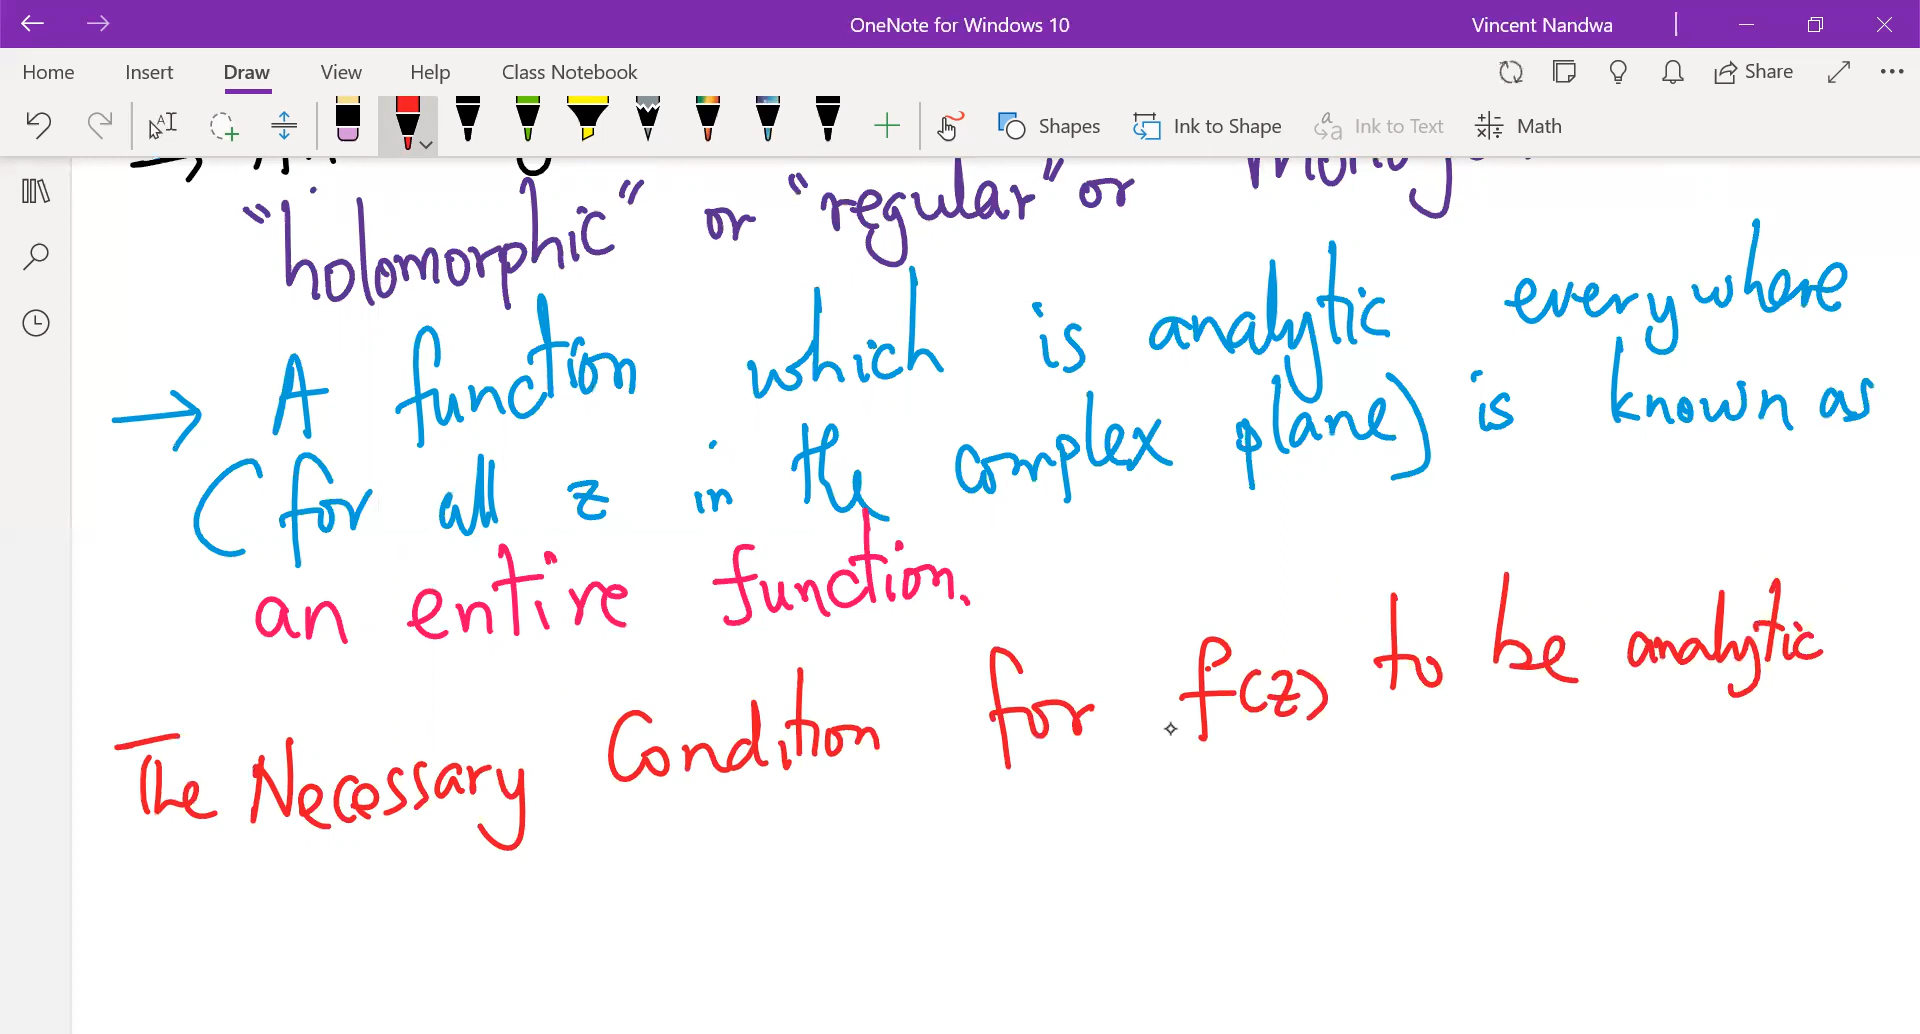 OneNote for Windows 10
Vincent Nandwa
Home Insert Draw View Help Class Notebook
Share
Shapes Ink to Shape Ink to Text Math
"holomorphic" or "regular" or
→ A function which is analytic everywhere
(for all z in the complex plane) is known as
an entire function.
The Necessary Condition for f(z) to be analytic